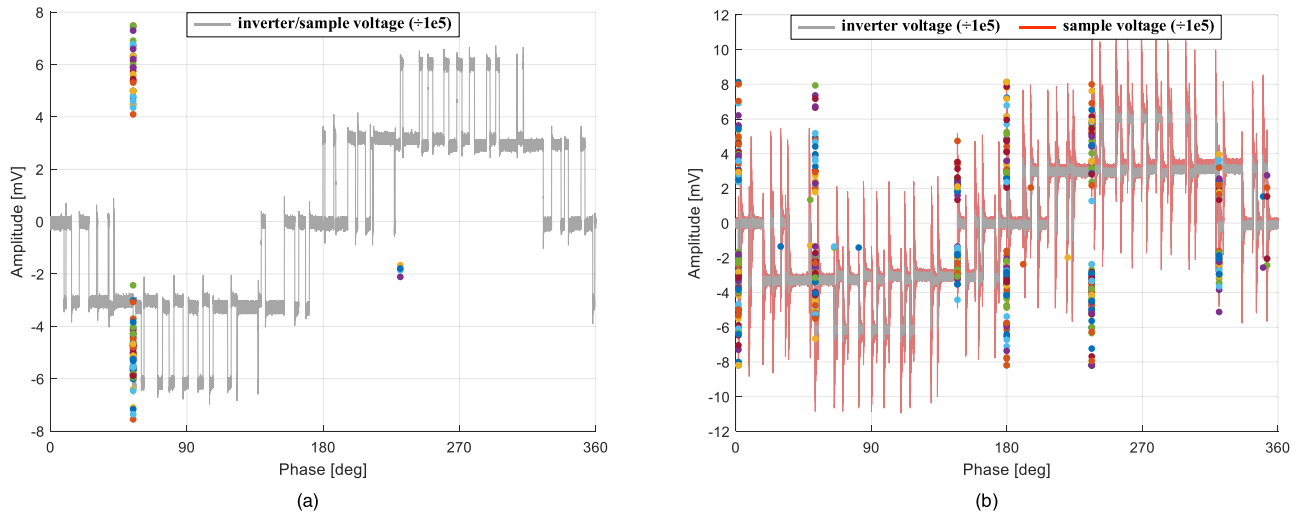 inverter/sample voltage (÷1e5)
8
6
4
2
0
-2
-4
-6
-8
Amplitude [mV]
0 90 180 270 360
Phase [deg]
(a)
inverter voltage (÷1e5) sample voltage (÷1e5)
12
10
8
6
4
2
0
-2
-4
-6
-8
-10
-12
Amplitude [mV]
0 90 180 270 360
Phase [deg]
(b)